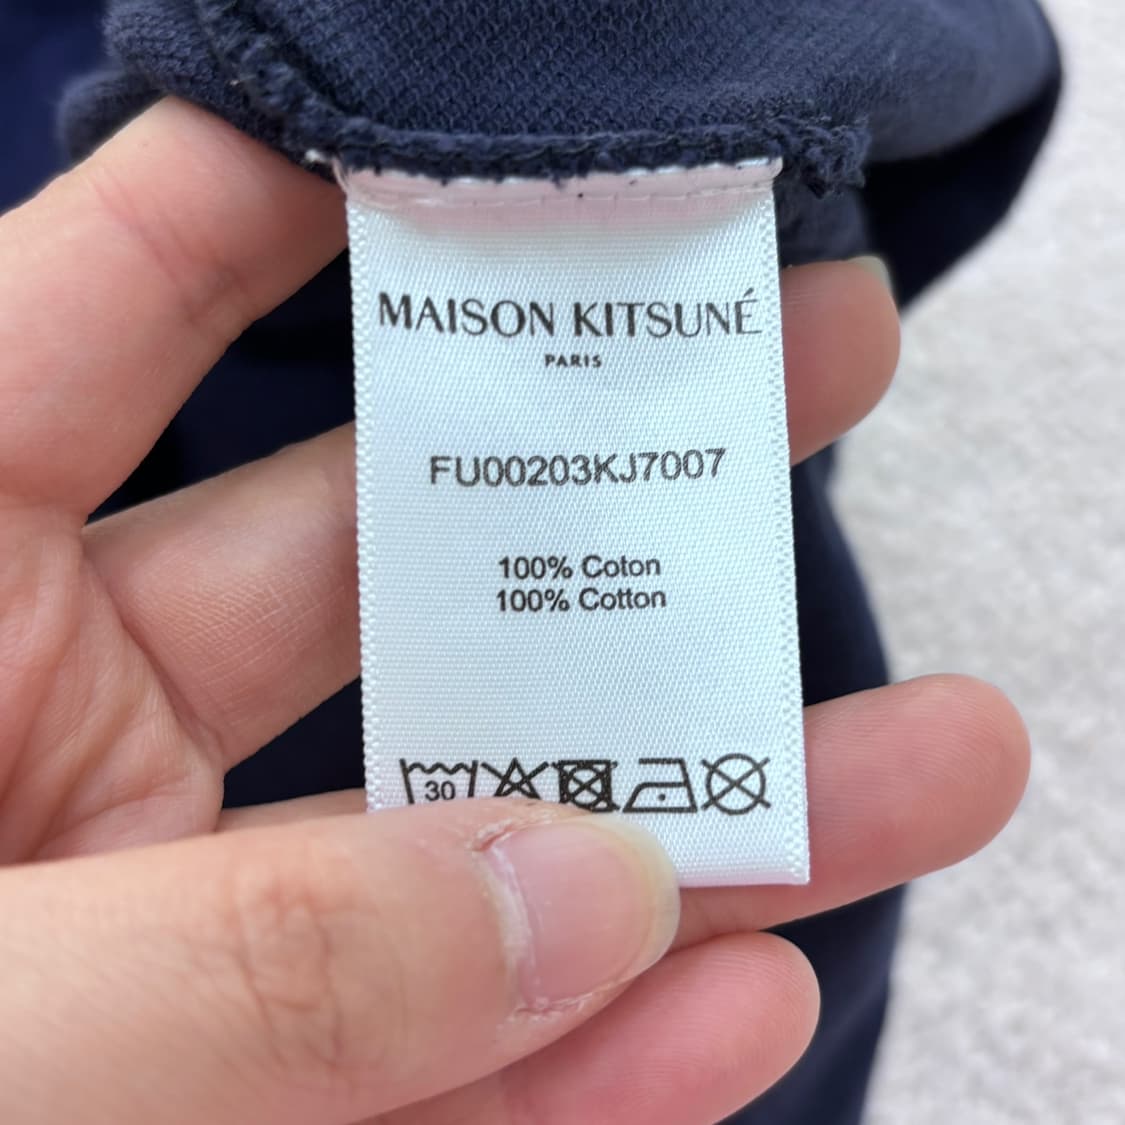 MAISON KITSUNÉ
PARIS
FU00203KJ7007
100% Coton
100% Cotton
30